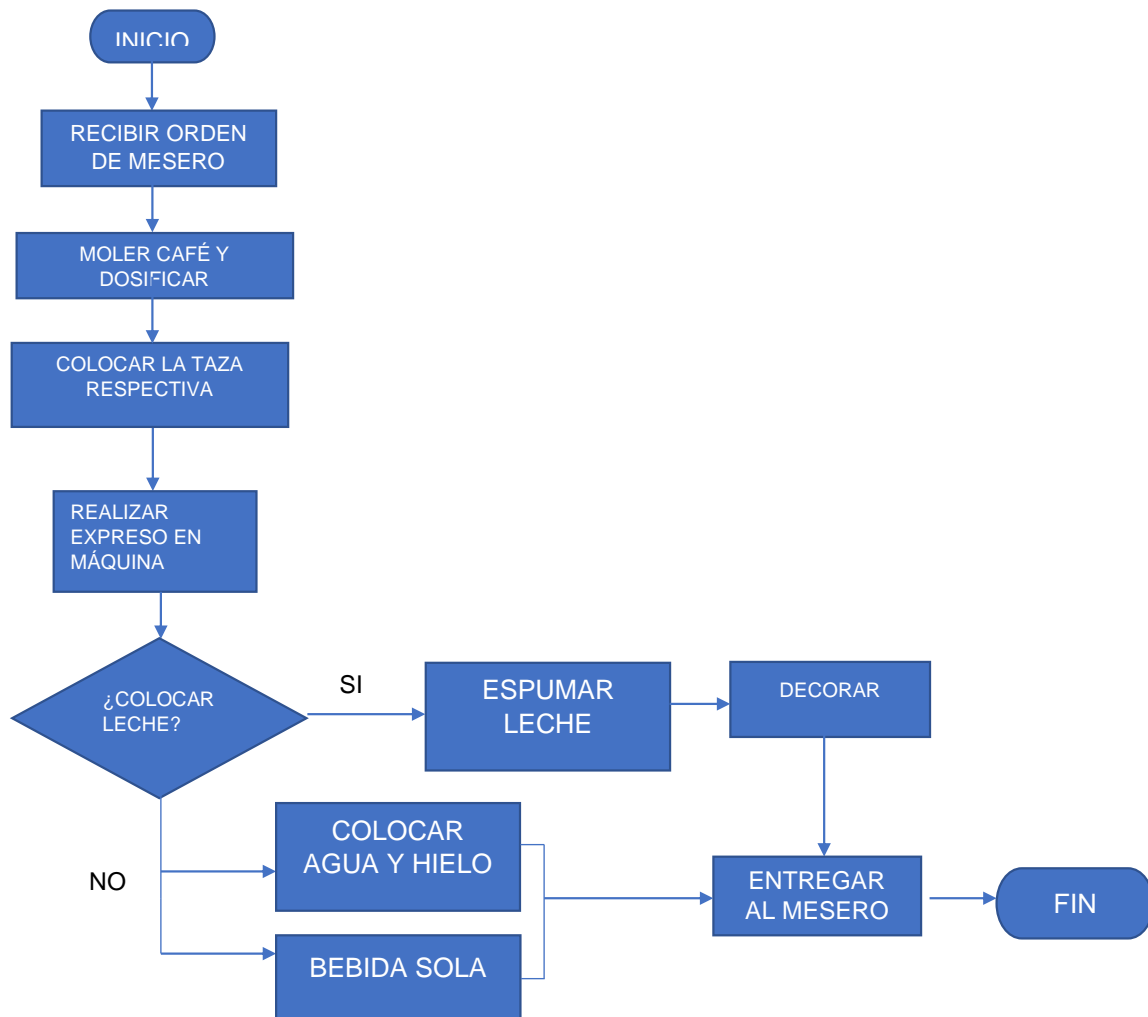 INICIO
RECIBIR ORDEN
DE MESERO
MOLER CAFÉ Y
DOSIFICAR
COLOCAR LA TAZA
RESPECTIVA
REALIZAR
EXPRESO EN
MÁQUINA
¿COLOCAR
LECHE?
SI
ESPUMAR
LECHE
DECORAR
NO
COLOCAR
AGUA Y HIELO
BEBIDA SOLA
ENTREGAR
AL MESERO
FIN